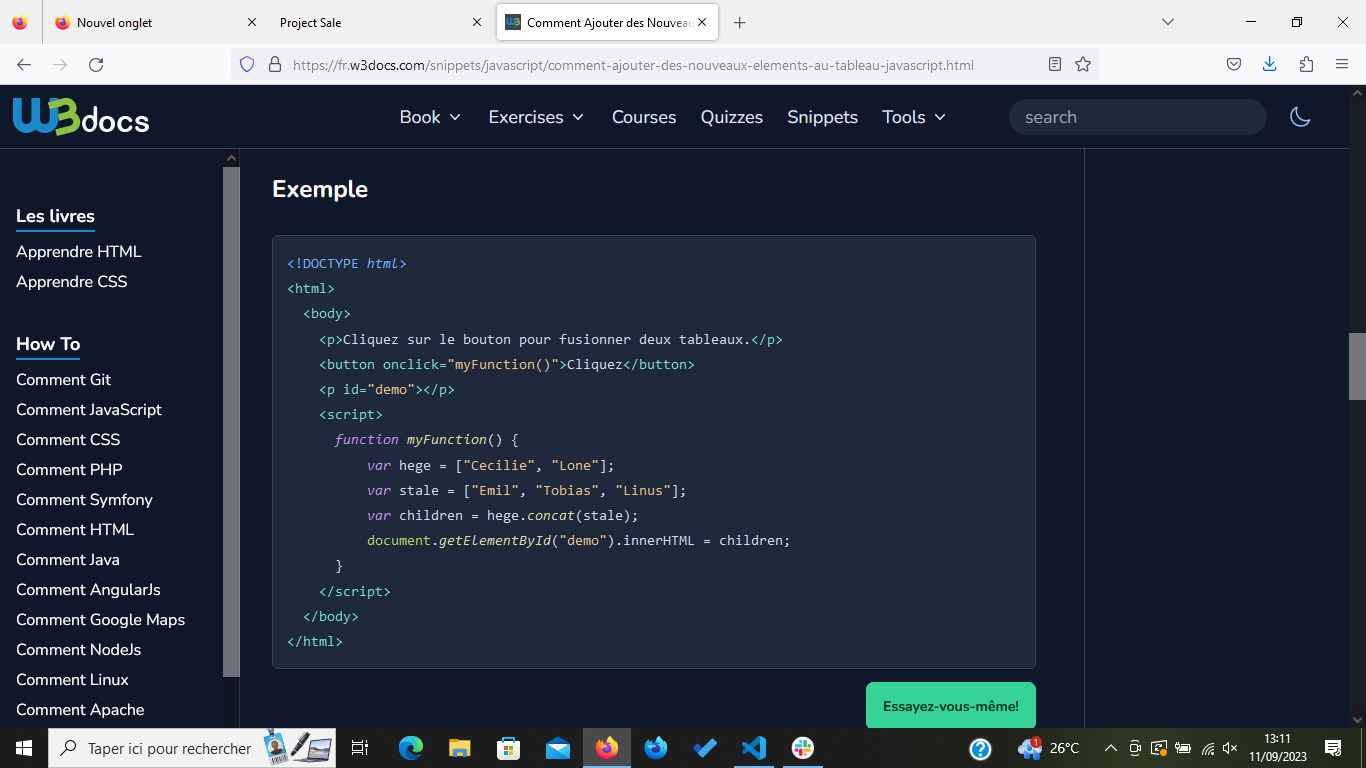 Nouvel onglet
Project Sale
Comment Ajouter des Nouveau
https://fr.w3docs.com/snippets/javascript/comment-ajouter-des-nouveaux-elements-au-tableau-javascript.html
W3docs
Book
Exercises
Courses
Quizzes
Snippets
Tools
search
Les livres
Apprendre HTML
Apprendre CSS
How To
Comment Git
Comment JavaScript
Comment CSS
Comment PHP
Comment Symfony
Comment HTML
Comment Java
Comment AngularJs
Comment Google Maps
Comment NodeJs
Comment Linux
Comment Apache
Exemple
<!DOCTYPE html>
<html>
  <body>
    <p>Cliquez sur le bouton pour fusionner deux tableaux.</p>
    <button onclick="myFunction()">Cliquez</button>
    <p id="demo"></p>
    <script>
      function myFunction() {
          var hege = ["Cecilie", "Lone"];
          var stale = ["Emil", "Tobias", "Linus"];
          var children = hege.concat(stale);
          document.getElementById("demo").innerHTML = children;
      }
    </script>
  </body>
</html>
Essayez-vous-même!
Taper ici pour rechercher
1
26°C
13:11
11/09/2023